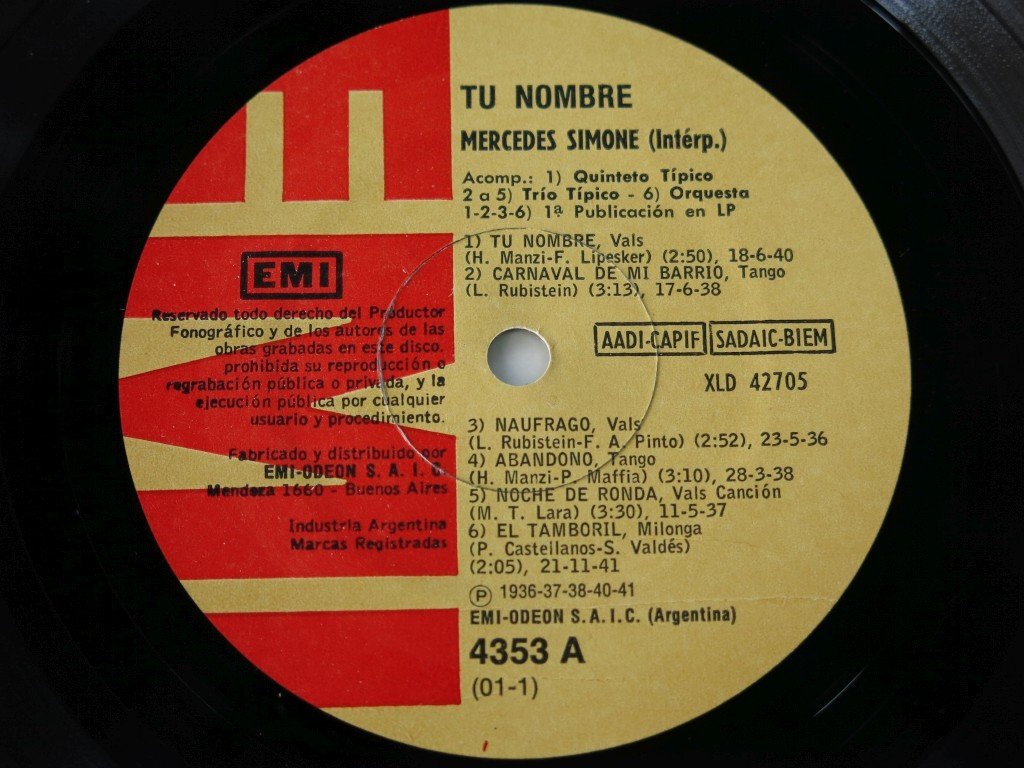 TU NOMBRE
MERCEDES SIMONE (Intérp.)
Acomp.: 1) Quinteto Típico
2 a 5) Trío Típico - 6) Orquesta
1-2-3-6) 1ª Publicación en LP
1) TU NOMBRE, Vals
(H. Manzi-F. Lipesker) (2:50), 18-6-40
2) CARNAVAL DE MI BARRIO, Tango
(L. Rubistein) (3:13), 17-6-38
AADI-CAPIF SADAIC-BIEM
XLD 42705
3) NAUFRAGO, Vals
(L. Rubistein-F. A. Pinto) (2:52), 23-5-36
4) ABANDONO, Tango
(H. Manzi-P. Maffia) (3:10), 28-3-38
5) NOCHE DE RONDA, Vals Canción
(M. T. Lara) (3:30), 11-5-37
6) EL TAMBORIL, Milonga
(P. Castellanos-S. Valdés)
(2:05), 21-11-41
Ⓟ 1936-37-38-40-41
EMI-ODEON S.A.I.C. (Argentina)
4353 A
(01-1)
EMI
Reservado todo derecho del Productor
Fonográfico y de los autores de las
obras grabadas en este disco.
prohibida su reproducción o
regrabación pública o privada, y la
ejecución pública por cualquier
usuario y procedimiento.
Fabricado y distribuido por
EMI-ODEON S. A. I. C.
Mendoza 1660 - Buenos Aires
Industria Argentina
Marcas Registradas
EMI